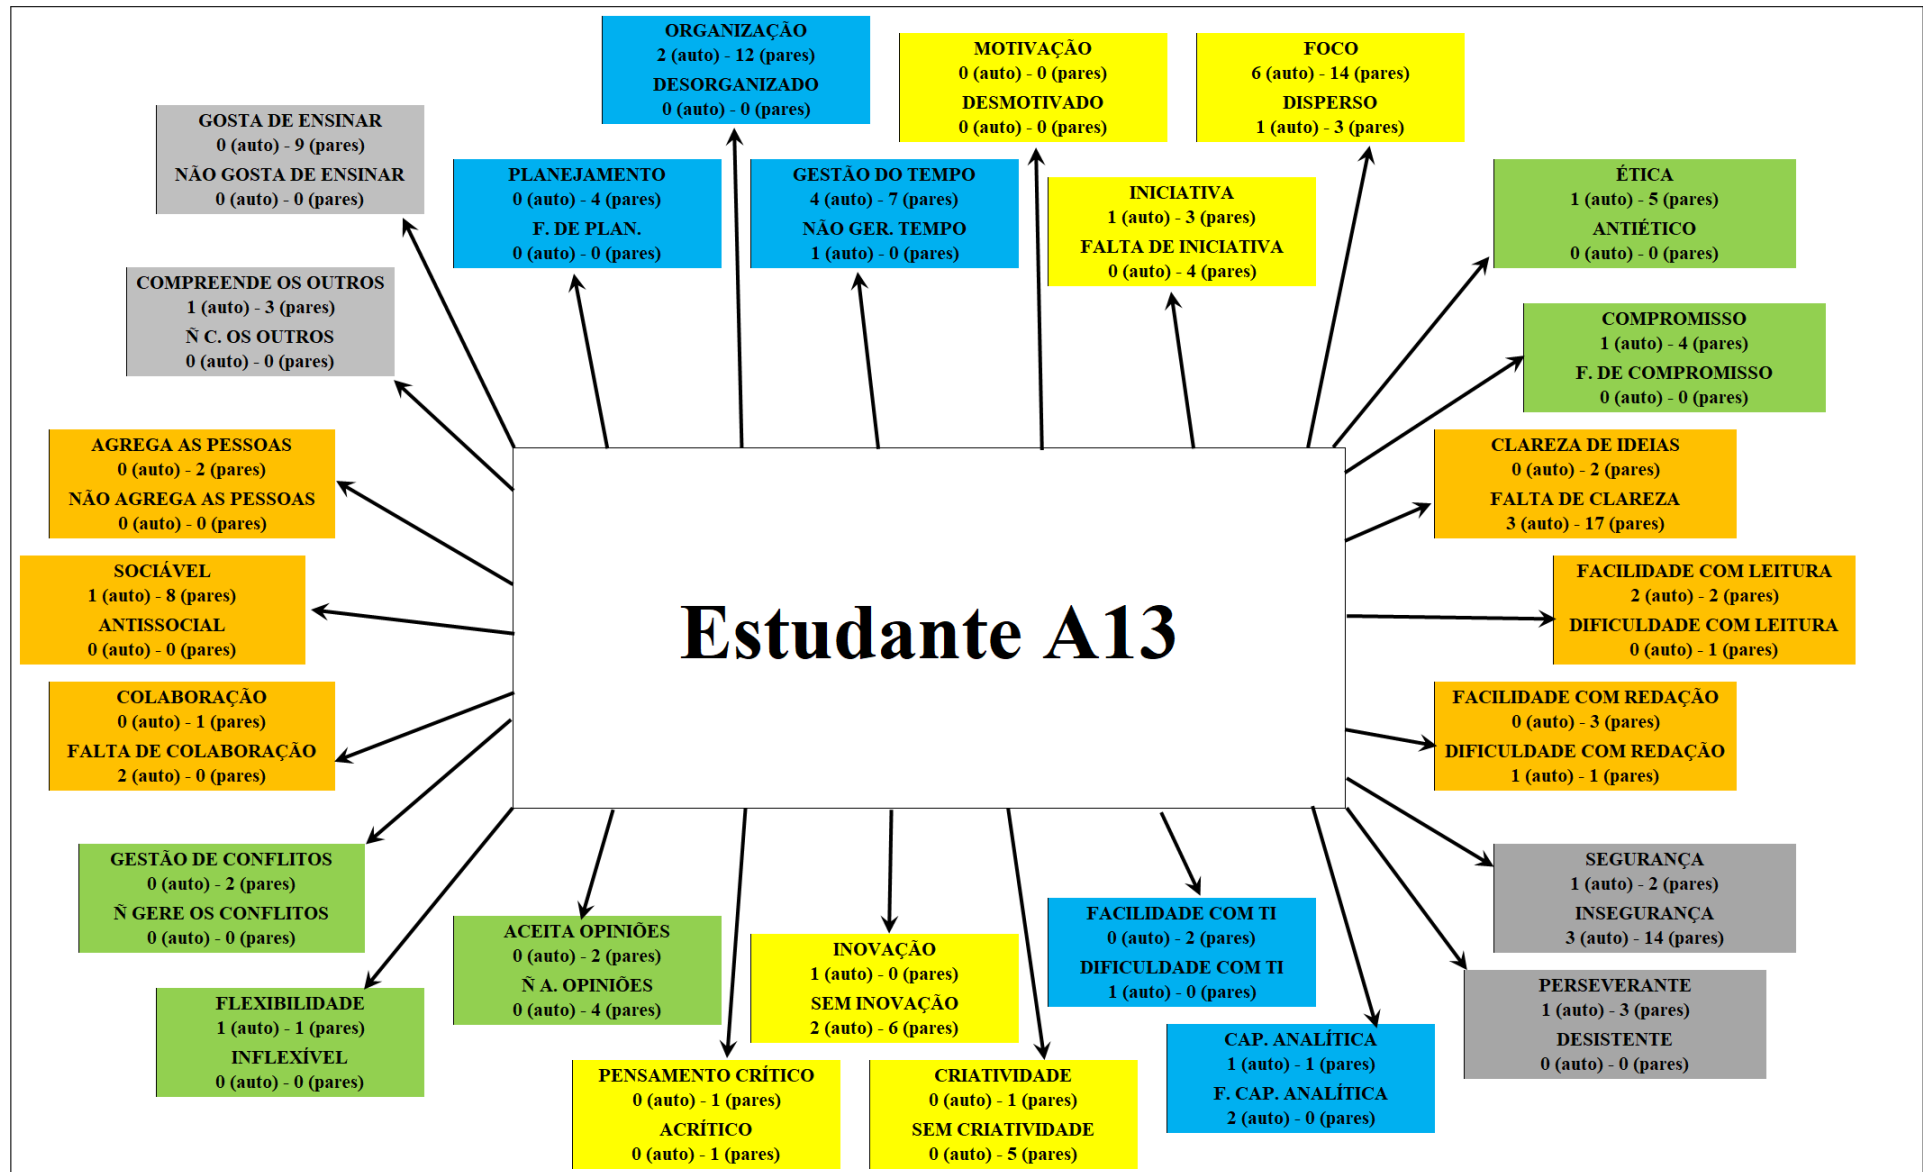 ORGANIZAÇÃO
2 (auto) - 12 (pares)
DESORGANIZADO
0 (auto) - 0 (pares)
MOTIVAÇÃO
0 (auto) - 0 (pares)
DESMOTIVADO
0 (auto) - 0 (pares)
FOCO
6 (auto) - 14 (pares)
DISPERSO
1 (auto) - 3 (pares)
GOSTA DE ENSINAR
0 (auto) - 9 (pares)
NÃO GOSTA DE ENSINAR
0 (auto) - 0 (pares)
PLANEJAMENTO
0 (auto) - 4 (pares)
F. DE PLAN.
0 (auto) - 0 (pares)
GESTÃO DO TEMPO
4 (auto) - 7 (pares)
NÃO GER. TEMPO
1 (auto) - 0 (pares)
INICIATIVA
1 (auto) - 3 (pares)
FALTA DE INICIATIVA
0 (auto) - 4 (pares)
ÉTICA
1 (auto) - 5 (pares)
ANTIÉTICO
0 (auto) - 0 (pares)
COMPREENDE OS OUTROS
1 (auto) - 3 (pares)
Ñ C. OS OUTROS
0 (auto) - 0 (pares)
COMPROMISSO
1 (auto) - 4 (pares)
F. DE COMPROMISSO
0 (auto) - 0 (pares)
AGREGA AS PESSOAS
0 (auto) - 2 (pares)
NÃO AGREGA AS PESSOAS
0 (auto) - 0 (pares)
CLAREZA DE IDEIAS
0 (auto) - 2 (pares)
FALTA DE CLAREZA
3 (auto) - 17 (pares)
SOCIÁVEL
1 (auto) - 8 (pares)
ANTISSOCIAL
0 (auto) - 0 (pares)
Estudante A13
FACILIDADE COM LEITURA
2 (auto) - 2 (pares)
DIFICULDADE COM LEITURA
0 (auto) - 1 (pares)
COLABORAÇÃO
0 (auto) - 1 (pares)
FALTA DE COLABORAÇÃO
2 (auto) - 0 (pares)
FACILIDADE COM REDAÇÃO
0 (auto) - 3 (pares)
DIFICULDADE COM REDAÇÃO
1 (auto) - 1 (pares)
GESTÃO DE CONFLITOS
0 (auto) - 2 (pares)
Ñ GERE OS CONFLITOS
0 (auto) - 0 (pares)
SEGURANÇA
1 (auto) - 2 (pares)
INSEGURANÇA
3 (auto) - 14 (pares)
FLEXIBILIDADE
1 (auto) - 1 (pares)
INFLEXÍVEL
0 (auto) - 0 (pares)
ACEITA OPINIÕES
0 (auto) - 2 (pares)
Ñ A. OPINIÕES
0 (auto) - 4 (pares)
INOVAÇÃO
1 (auto) - 0 (pares)
SEM INOVAÇÃO
2 (auto) - 6 (pares)
FACILIDADE COM TI
0 (auto) - 2 (pares)
DIFICULDADE COM TI
1 (auto) - 0 (pares)
PERSEVERANTE
1 (auto) - 3 (pares)
DESISTENTE
0 (auto) - 0 (pares)
PENSAMENTO CRÍTICO
0 (auto) - 1 (pares)
ACRÍTICO
0 (auto) - 1 (pares)
CRIATIVIDADE
0 (auto) - 1 (pares)
SEM CRIATIVIDADE
0 (auto) - 5 (pares)
CAP. ANALÍTICA
1 (auto) - 1 (pares)
F. CAP. ANALÍTICA
2 (auto) - 0 (pares)